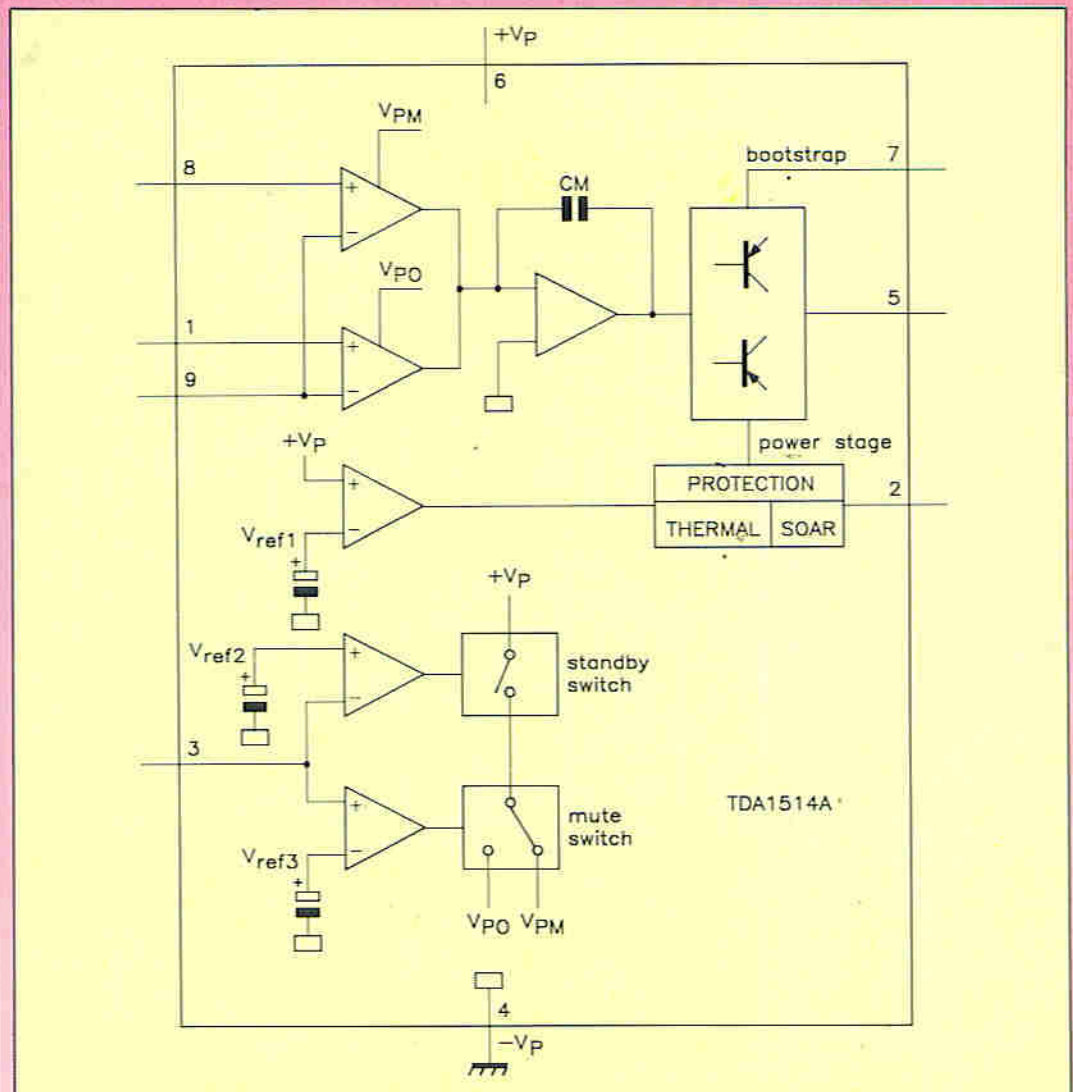 +VP
6
VPM
8
bootstrap
7
CM
+
−
VPO
5
1
+
9
−
+VP
power stage
+
PROTECTION
2
−
THERMAL
SOAR
Vref1
+
+VP
Vref2
+
standby
switch
+
−
3
+
TDA1514A
mute
switch
−
Vref3
+
VPO
VPM
4
−VP